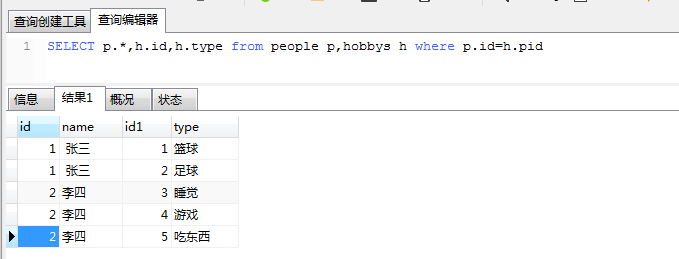 查询创建工具 查询编辑器
1 SELECT p.*,h.id,h.type from people p,hobbys h where p.id=h.pid
信息 结果1 概况 状态
id name id1 type
1 张三 1 篮球
1 张三 2 足球
2 李四 3 睡觉
2 李四 4 游戏
2 李四 5 吃东西